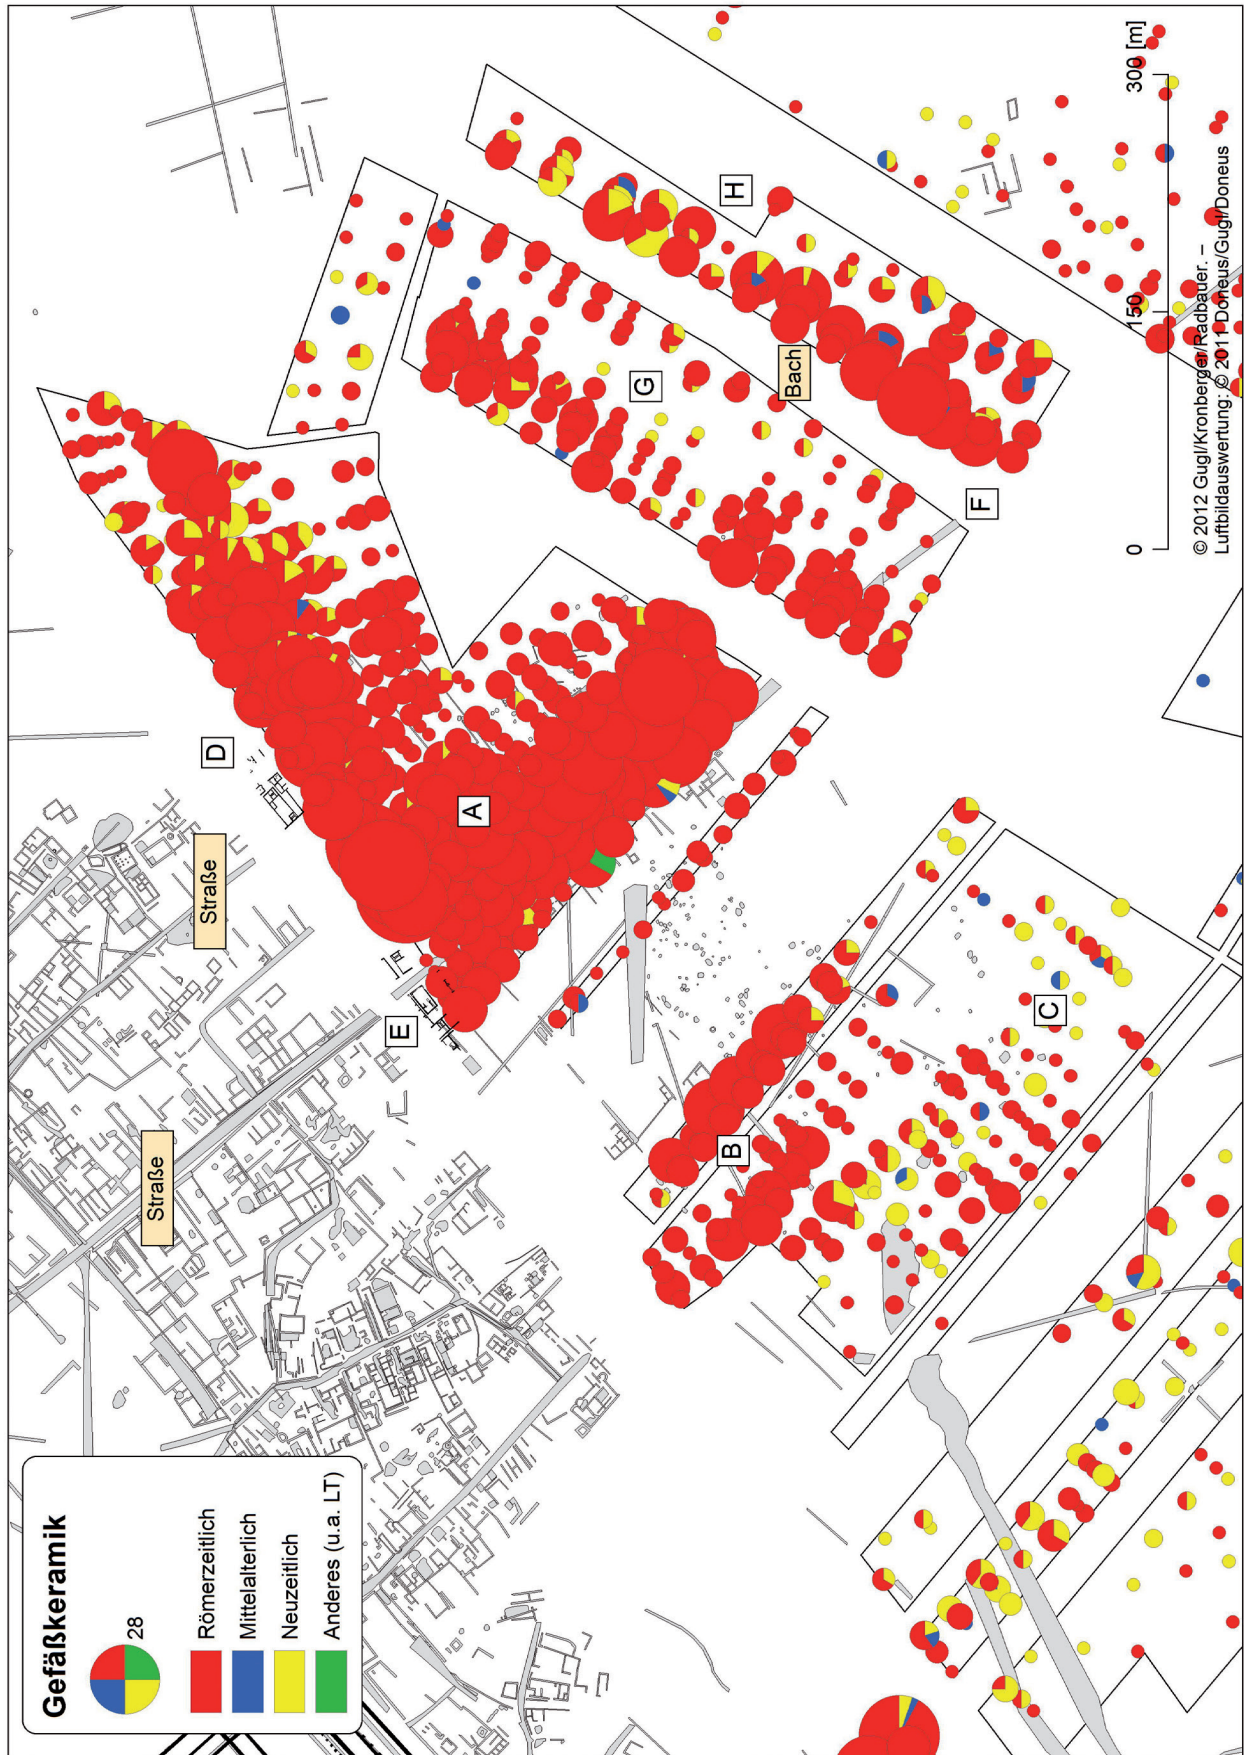 Gefäßkeramik
28
Römerzeitlich
Mittelalterlich
Neuzeitlich
Anderes (u.a. LT)
Straße
Straße
D
E
A
B
C
G
H
F
Bach
0
150
300 [m]
© 2012 Gugl/Kronberger/Radbauer. –
Luftbildauswertung: © 2011 Doneus/Gugl/Doneus